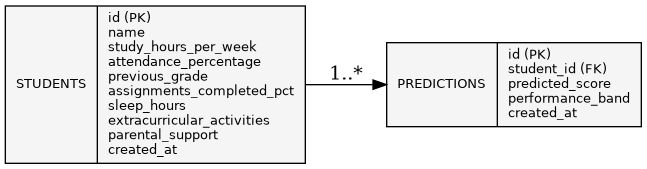 STUDENTS
id (PK)
name
study_hours_per_week
attendance_percentage
previous_grade
assignments_completed_pct
sleep_hours
extracurricular_activities
parental_support
created_at
1..*
PREDICTIONS
id (PK)
student_id (FK)
predicted_score
performance_band
created_at